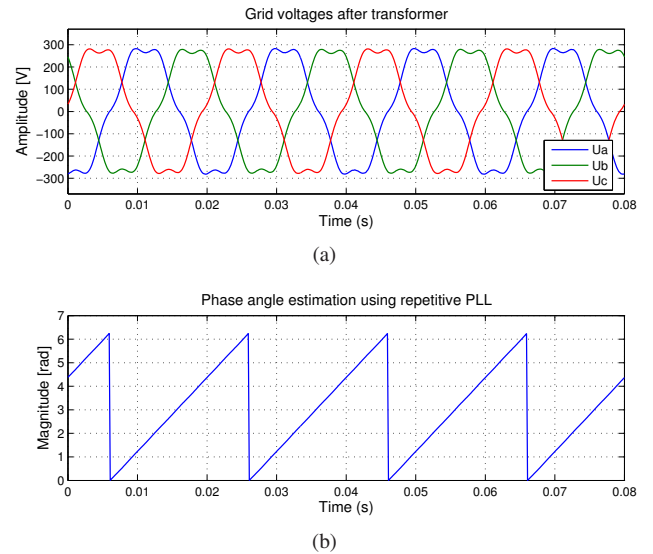 Grid voltages after transformer
Amplitude [V]
300
200
100
0
−100
−200
−300
Ua
Ub
Uc
0 0.01 0.02 0.03 0.04 0.05 0.06 0.07 0.08
Time (s)
(a)
Phase angle estimation using repetitive PLL
Magnitude [rad]
7
6
5
4
3
2
1
0
0 0.01 0.02 0.03 0.04 0.05 0.06 0.07 0.08
Time (s)
(b)